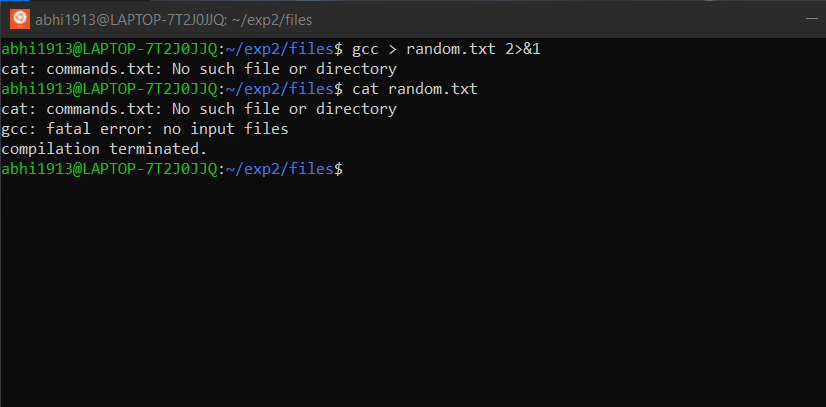 abhi1913@LAPTOP-7T2J0JJQ: ~/exp2/files
abhi1913@LAPTOP-7T2J0JJQ:~/exp2/files$ gcc > random.txt 2>&1
cat: commands.txt: No such file or directory
abhi1913@LAPTOP-7T2J0JJQ:~/exp2/files$ cat random.txt
cat: commands.txt: No such file or directory
gcc: fatal error: no input files
compilation terminated.
abhi1913@LAPTOP-7T2J0JJQ:~/exp2/files$